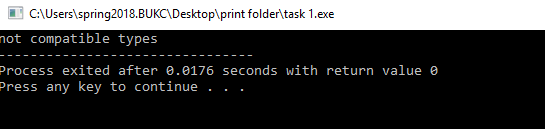 C:\Users\spring2018.BUKC\Desktop\print folder\task 1.exe
not compatible types
--------------------------------
Process exited after 0.0176 seconds with return value 0
Press any key to continue . . .